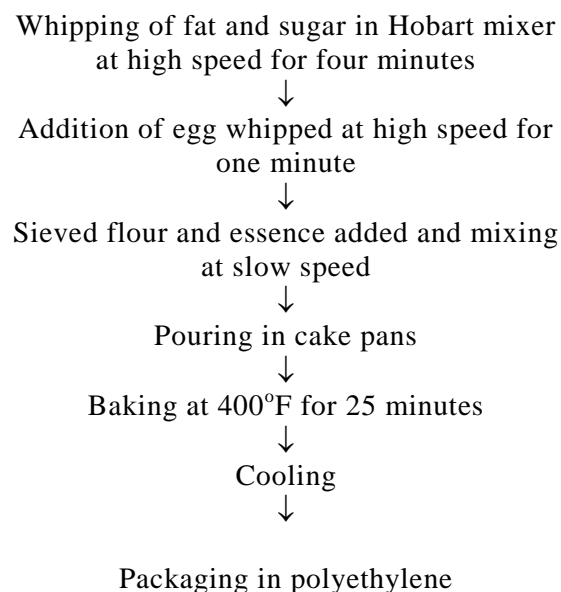 Whipping of fat and sugar in Hobart mixer
at high speed for four minutes
↓
Addition of egg whipped at high speed for
one minute
↓
Sieved flour and essence added and mixing
at slow speed
↓
Pouring in cake pans
↓
Baking at 400°F for 25 minutes
↓
Cooling
↓
Packaging in polyethylene